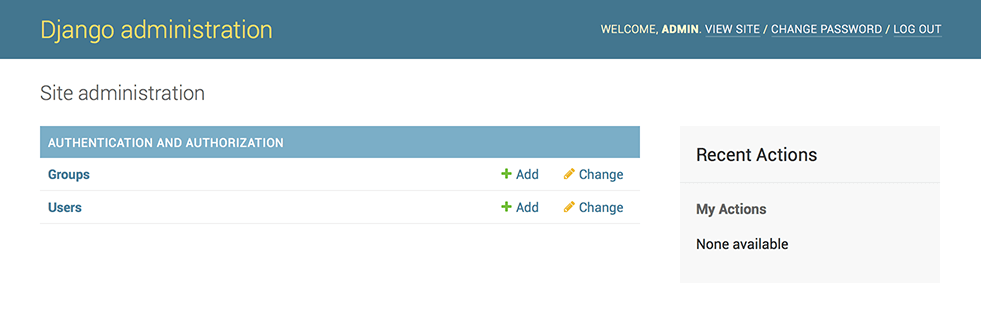 Django administration
WELCOME, ADMIN. VIEW SITE / CHANGE PASSWORD / LOG OUT
Site administration
AUTHENTICATION AND AUTHORIZATION
Groups Add Change
Users Add Change
Recent Actions
My Actions
None available